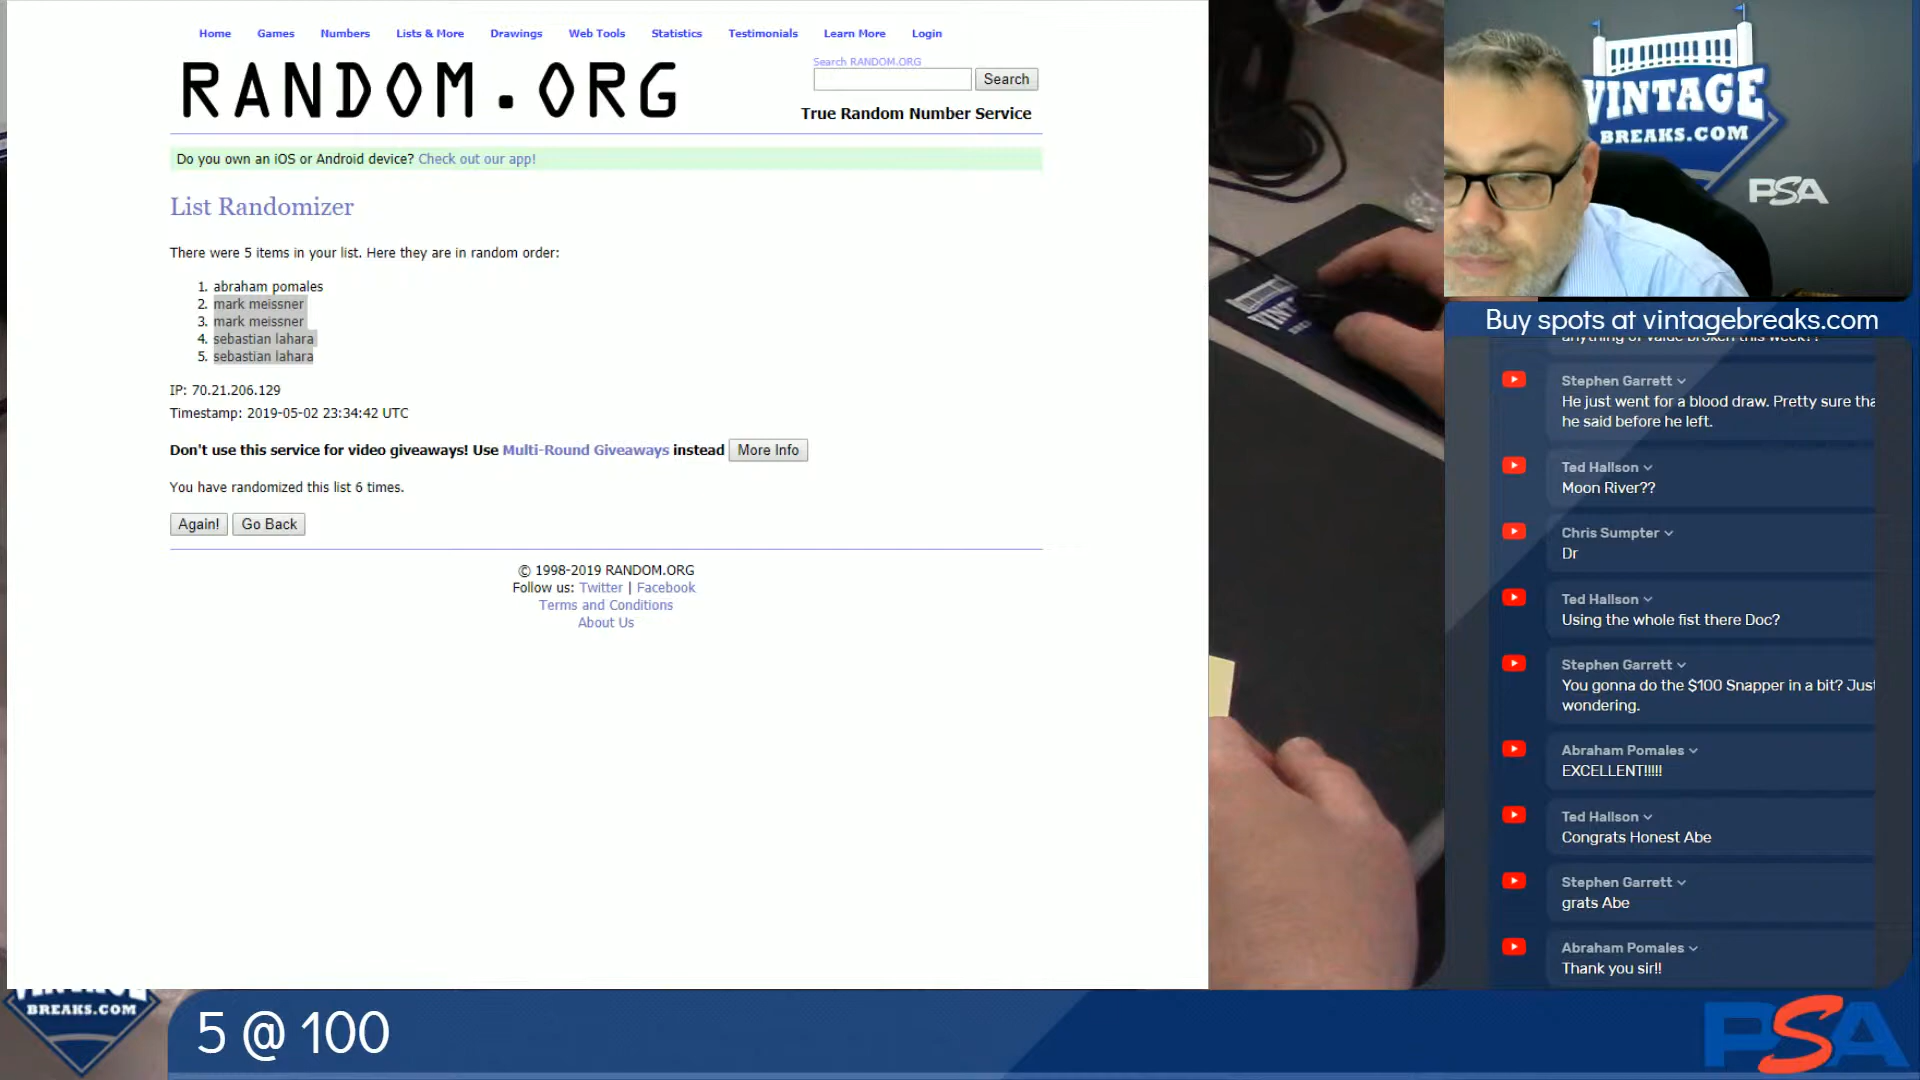 Home Games Numbers Lists & More Drawings Web Tools Statistics Testimonials Learn More Login
RANDOM.ORG
Search RANDOM.ORG
Search
True Random Number Service
Do you own an iOS or Android device? Check out our app!
List Randomizer
There were 5 items in your list. Here they are in random order:
1. abraham pomales
2. mark meissner
3. mark meissner
4. sebastian lahara
5. sebastian lahara
IP: 70.21.206.129
Timestamp: 2019-05-02 23:34:42 UTC
Don't use this service for video giveaways! Use Multi-Round Giveaways instead More Info
You have randomized this list 6 times.
Again! Go Back
© 1998-2019 RANDOM.ORG
Follow us: Twitter | Facebook
Terms and Conditions
About Us
VINTAGE
BREAKS.COM
PSA
Buy spots at vintagebreaks.com
anything of value broken this week??
Stephen Garrett
He just went for a blood draw. Pretty sure tha
he said before he left.
Ted Hallson
Moon River??
Chris Sumpter
Dr
Ted Hallson
Using the whole fist there Doc?
Stephen Garrett
You gonna do the $100 Snapper in a bit? Just
wondering.
Abraham Pomales
EXCELLENT!!!!!
Ted Hallson
Congrats Honest Abe
Stephen Garrett
grats Abe
Abraham Pomales
Thank you sir!!
VINTAGE
BREAKS.COM
5 @ 100
PSA